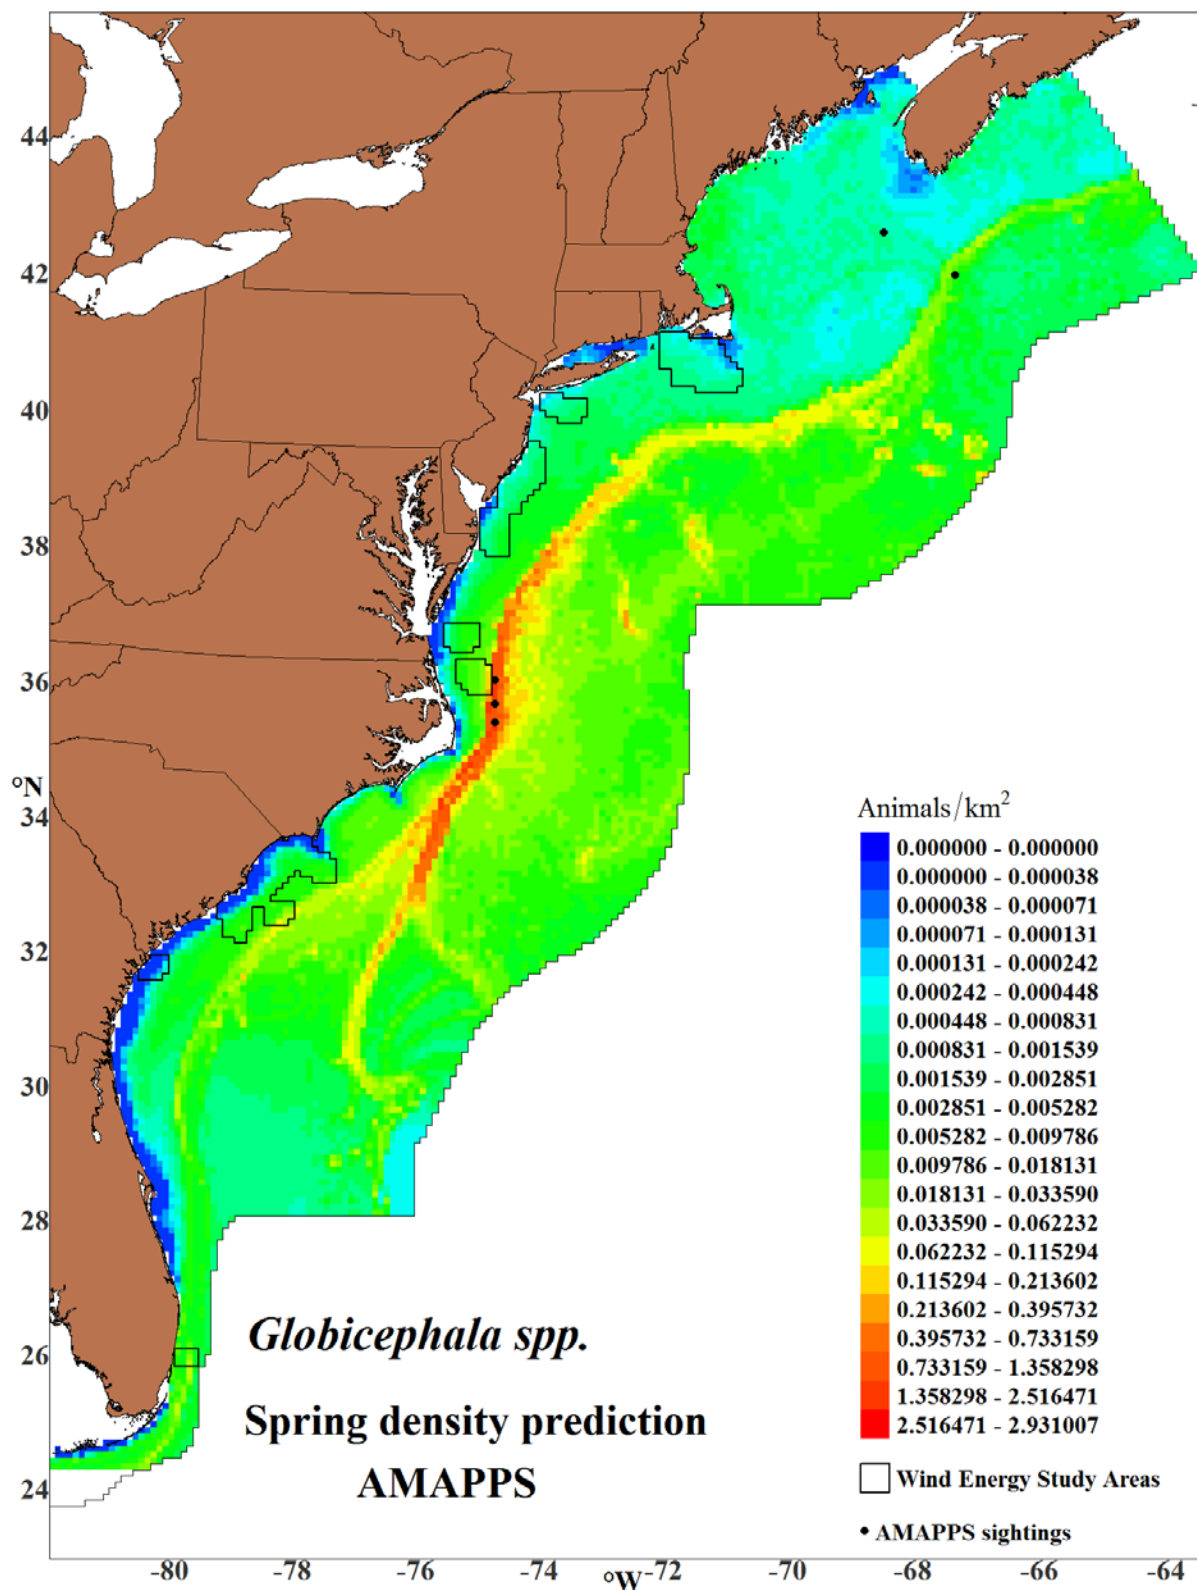 44
42
40
38
36
°N
34
32
30
28
26
24
Animals/km²
0.000000 - 0.000000
0.000000 - 0.000038
0.000038 - 0.000071
0.000071 - 0.000131
0.000131 - 0.000242
0.000242 - 0.000448
0.000448 - 0.000831
0.000831 - 0.001539
0.001539 - 0.002851
0.002851 - 0.005282
0.005282 - 0.009786
0.009786 - 0.018131
0.018131 - 0.033590
0.033590 - 0.062232
0.062232 - 0.115294
0.115294 - 0.213602
0.213602 - 0.395732
0.395732 - 0.733159
0.733159 - 1.358298
1.358298 - 2.516471
2.516471 - 2.931007
Wind Energy Study Areas
AMAPPS sightings
Globicephala spp.
Spring density prediction
AMAPPS
-80 -78 -76 -74 -72 -70 -68 -66 -64
°W